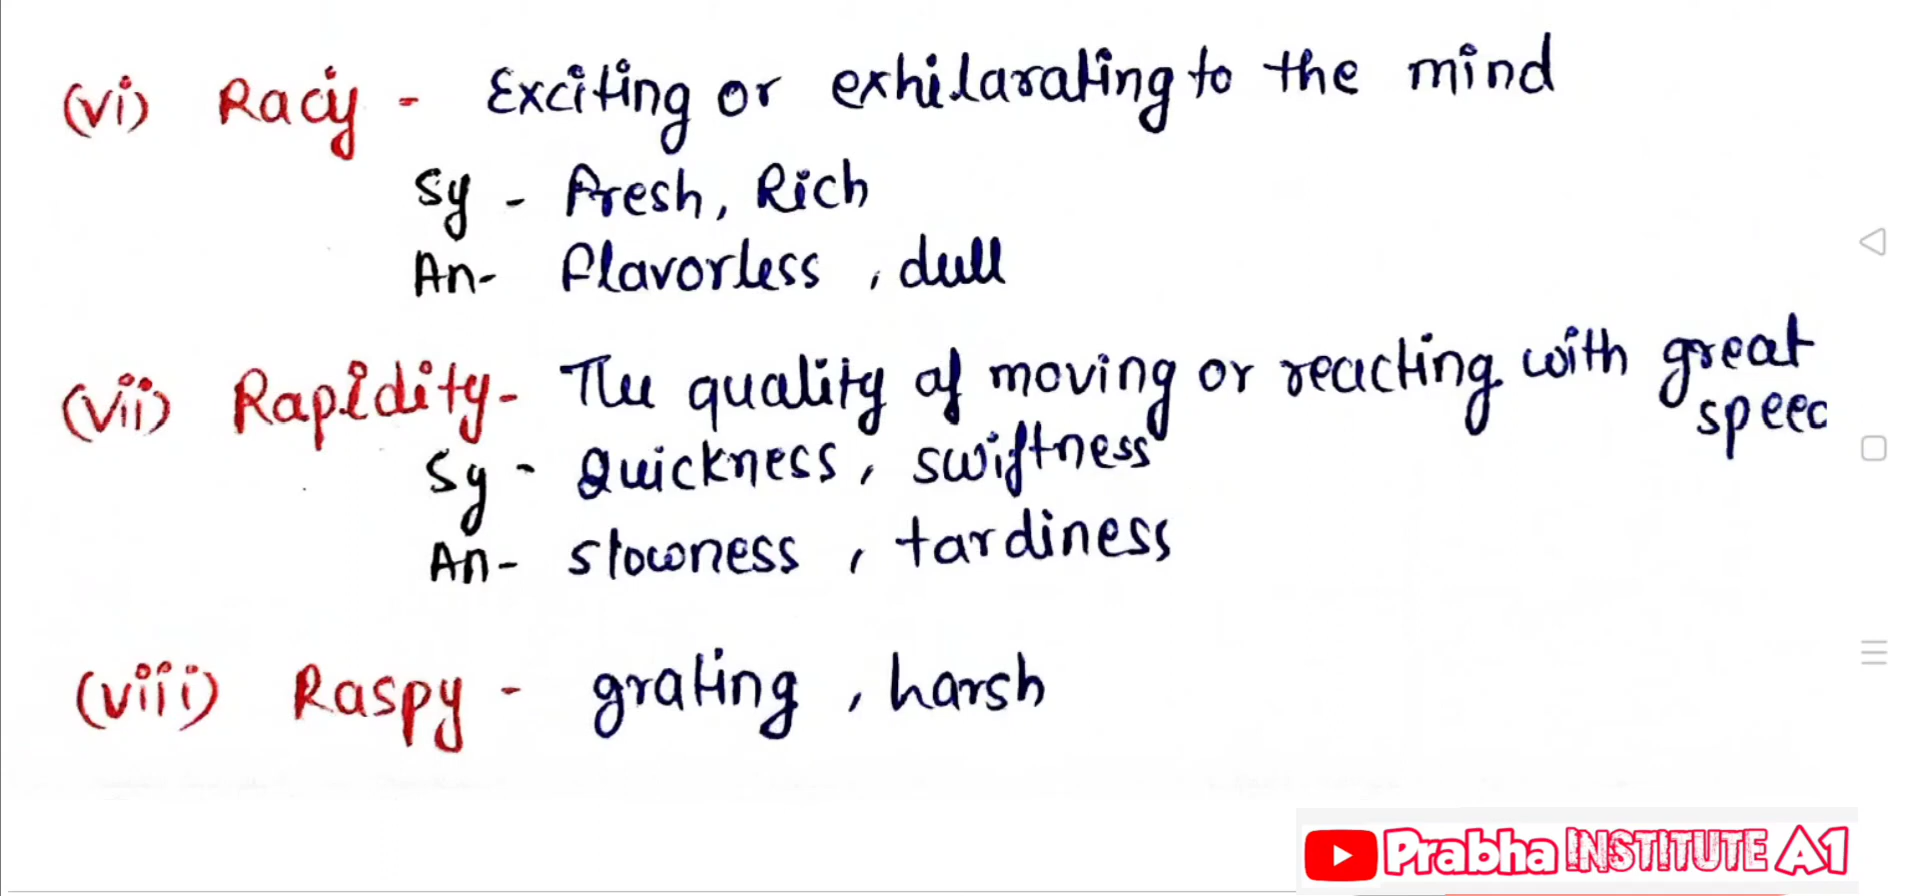 (vi) Racy - Exciting or exhilarating to the mind
Sy - Fresh, Rich
An- flavorless , dull
(vii) Rapidity- The quality of moving or reacting with great
speed
Sy - Quickness, swiftness
An- slowness , tardiness
(viii) Raspy - grating , harsh
Prabha INSTITUTE A1